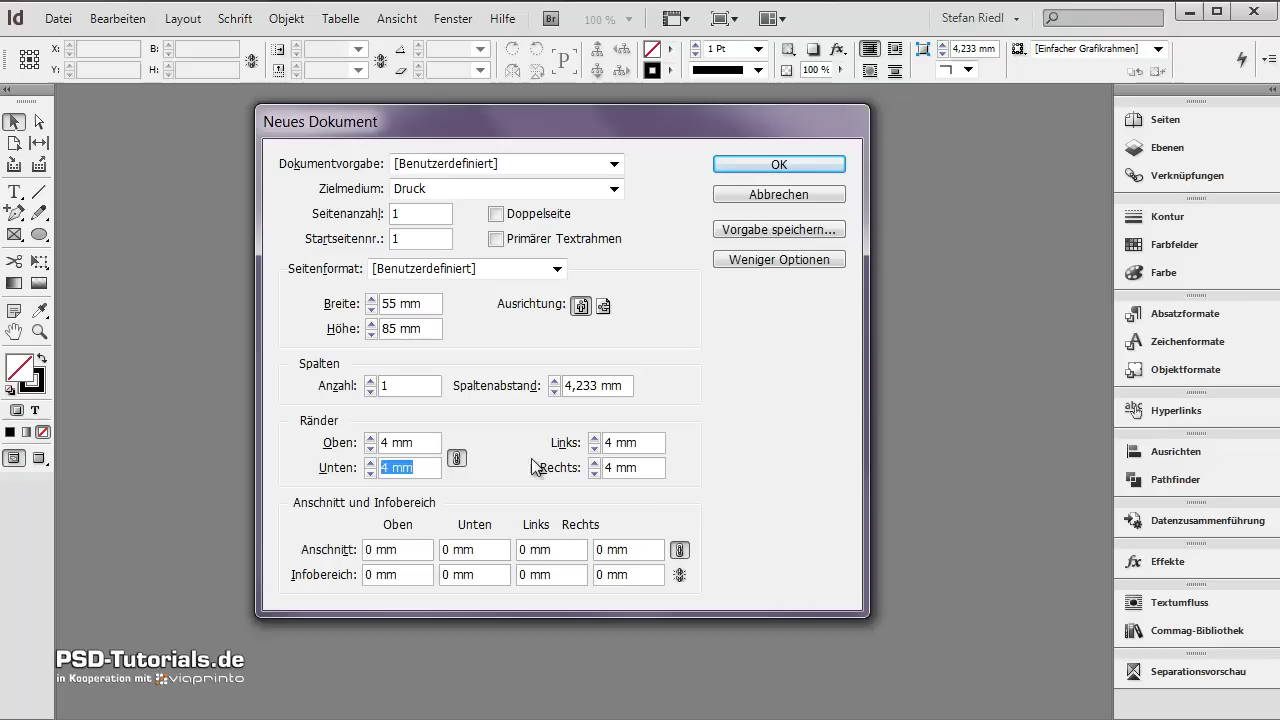 Id Datei Bearbeiten Layout Schrift Objekt Tabelle Ansicht Fenster Hilfe Br 100 % Stefan Riedl
X: B: 1 Pt fx. 4,233 mm [Einfacher Grafikrahmen]
Y: H: P 100 %
Neues Dokument
Dokumentvorgabe: [Benutzerdefiniert] OK
Zielmedium: Druck Abbrechen
Seitenanzahl: 1 Doppelseite
Vorgabe speichern...
Startseitennr.: 1 Primärer Textrahmen
Weniger Optionen
Seitenformat: [Benutzerdefiniert]
Breite: 55 mm Ausrichtung:
Höhe: 85 mm
Spalten
Anzahl: 1 Spaltenabstand: 4,233 mm
Ränder
Oben: 4 mm Links: 4 mm
Unten: 4 mm Rechts: 4 mm
Anschnitt und Infobereich
Oben Unten Links Rechts
Anschnitt: 0 mm 0 mm 0 mm 0 mm
Infobereich: 0 mm 0 mm 0 mm 0 mm
Seiten
Ebenen
Verknüpfungen
Kontur
Farbfelder
Farbe
Absatzformate
Zeichenformate
Objektformate
Hyperlinks
Ausrichten
Pathfinder
Datenzusammenführung
fx Effekte
Textumfluss
Commag-Bibliothek
Separationsvorschau
PSD-Tutorials.de
in Kooperation mit viaprinto